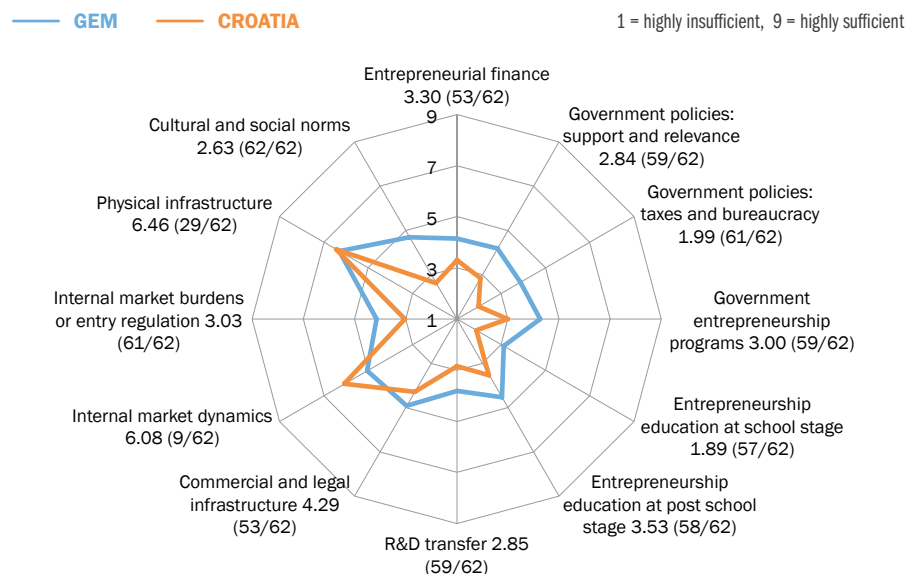 GEM CROATIA 1 = highly insufficient, 9 = highly sufficient
Entrepreneurial finance
3.30 (53/62)
Government policies:
support and relevance
2.84 (59/62)
Government policies:
taxes and bureaucracy
1.99 (61/62)
Government
entrepreneurship
programs 3.00 (59/62)
Entrepreneurship
education at school stage
1.89 (57/62)
Entrepreneurship
education at post school
stage 3.53 (58/62)
R&D transfer 2.85
(59/62)
Commercial and legal
infrastructure 4.29
(53/62)
Internal market dynamics
6.08 (9/62)
Internal market burdens
or entry regulation 3.03
(61/62)
Physical infrastructure
6.46 (29/62)
Cultural and social norms
2.63 (62/62)
9
7
5
3
1